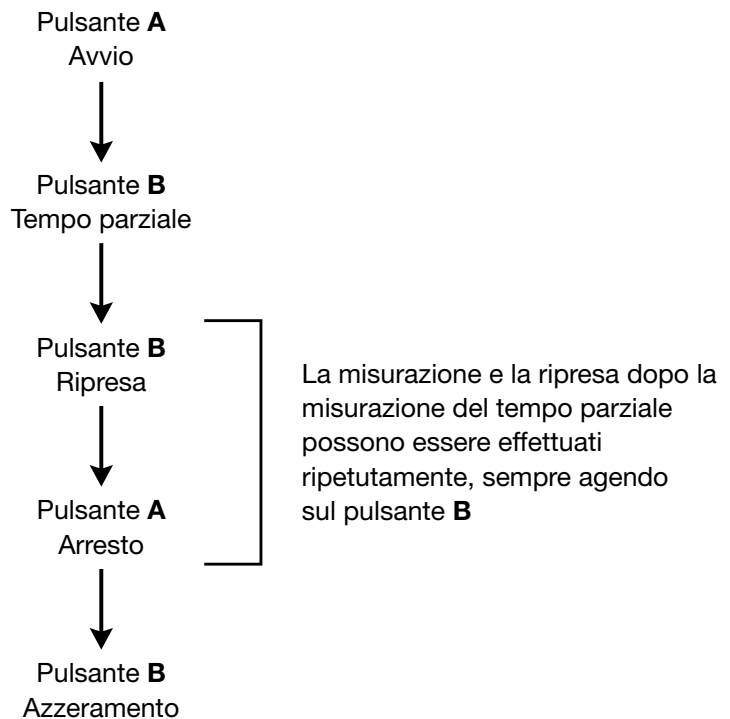 Pulsante A
Avvio
Pulsante B
Tempo parziale
Pulsante B
Ripresa
Pulsante A
Arresto
Pulsante B
Azzeramento
La misurazione e la ripresa dopo la
misurazione del tempo parziale
possono essere effettuati
ripetutamente, sempre agendo
sul pulsante B